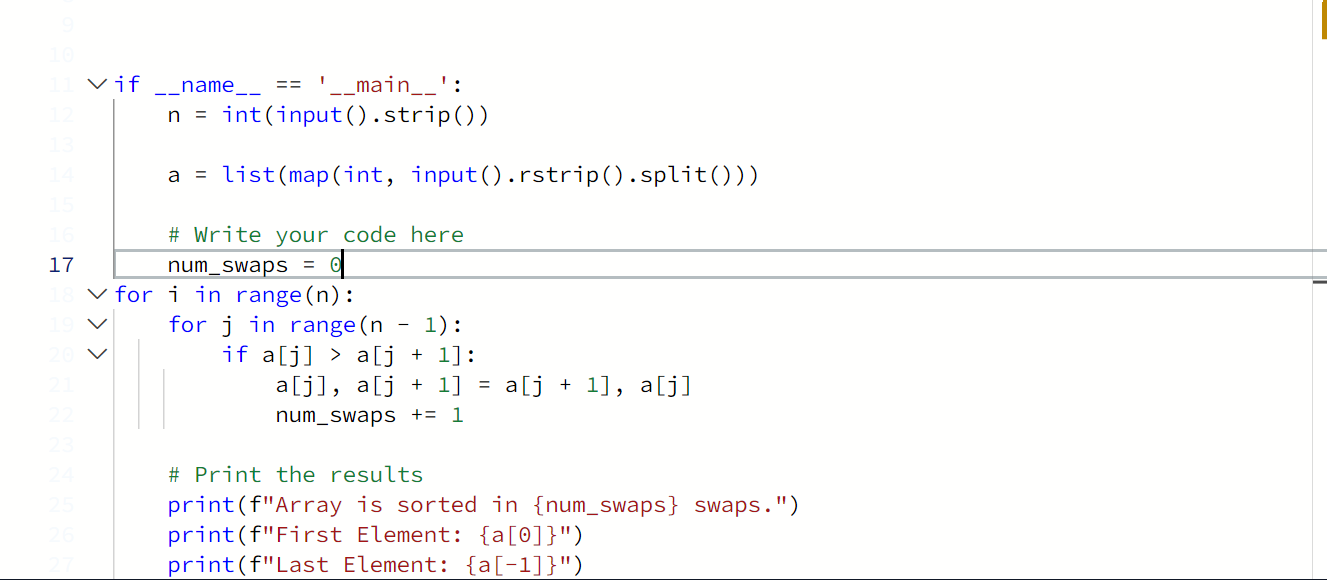 9
10
11 if __name__ == '__main__':
12 n = int(input().strip())
13
14 a = list(map(int, input().rstrip().split()))
15
16 # Write your code here
17 num_swaps = 0
18 for i in range(n):
19 for j in range(n - 1):
20 if a[j] > a[j + 1]:
21 a[j], a[j + 1] = a[j + 1], a[j]
22 num_swaps += 1
23
24 # Print the results
25 print(f"Array is sorted in {num_swaps} swaps.")
26 print(f"First Element: {a[0]}")
27 print(f"Last Element: {a[-1]}")